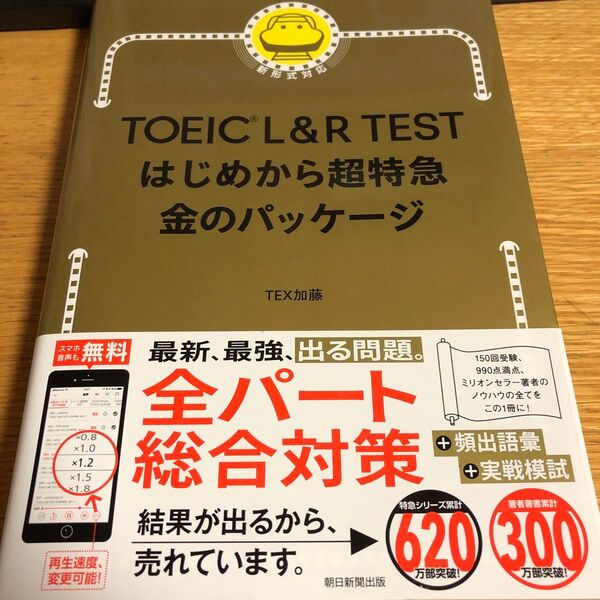 新形式対応
TOEIC® L&R TEST
はじめから超特急
金のパッケージ
TEX加藤
スマホ
音声も
無料
最新、最強、出る問題。
全パート
総合対策
+頻出語彙
+実戦模試
150回受験、
990点満点、
ミリオンセラー著者の
ノウハウの全てを
この1冊に!
×0.8
×1.0
×1.2
×1.5
×1.8
再生速度、
変更可能!
結果が出るから、
売れています。
特急シリーズ累計
620
万部突破!
著者著書累計
300
万部突破!
朝日新聞出版